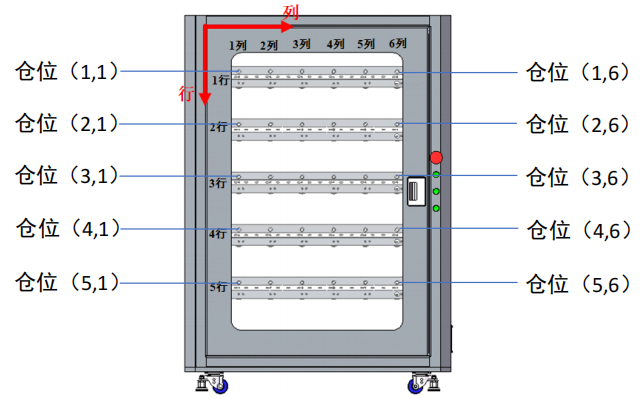 列
1列 2列 3列 4列 5列 6列
仓位（1,1） 1行 仓位（1,6）
行
仓位（2,1） 2行 仓位（2,6）
仓位（3,1） 3行 仓位（3,6）
仓位（4,1） 4行 仓位（4,6）
仓位（5,1） 5行 仓位（5,6）